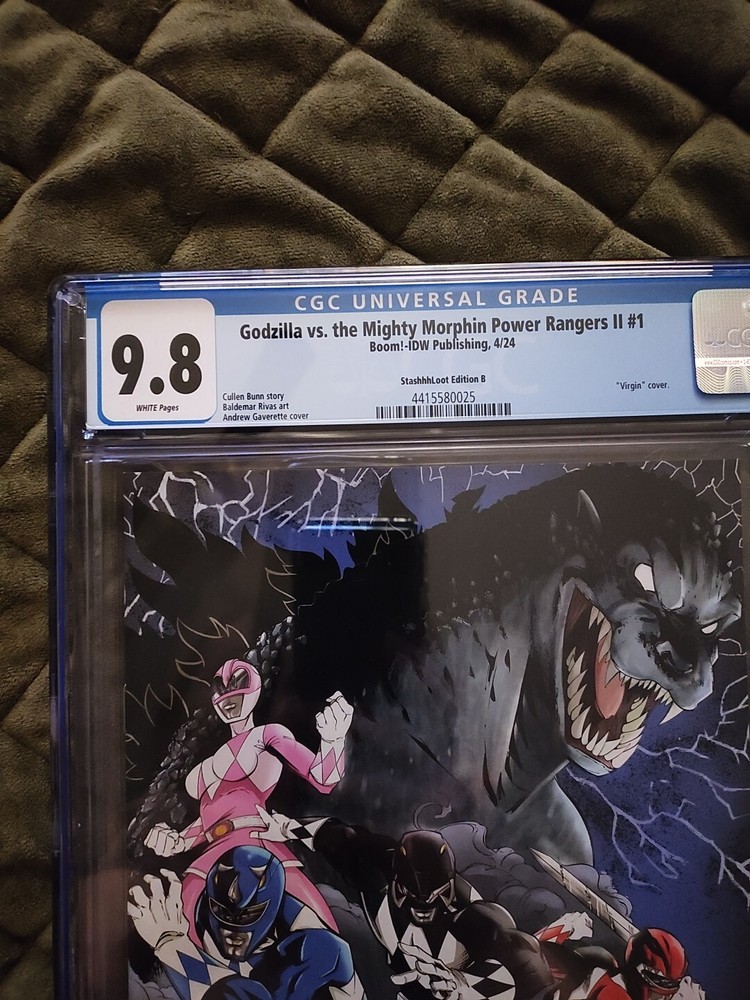 CGC UNIVERSAL GRADE
9.8
WHITE Pages
Godzilla vs. the Mighty Morphin Power Rangers II #1
Boom!-IDW Publishing, 4/24
StashhhLoot Edition B
"Virgin" cover.
Cullen Bunn story
Baldemar Rivas art
Andrew Gaverette cover
4415580025